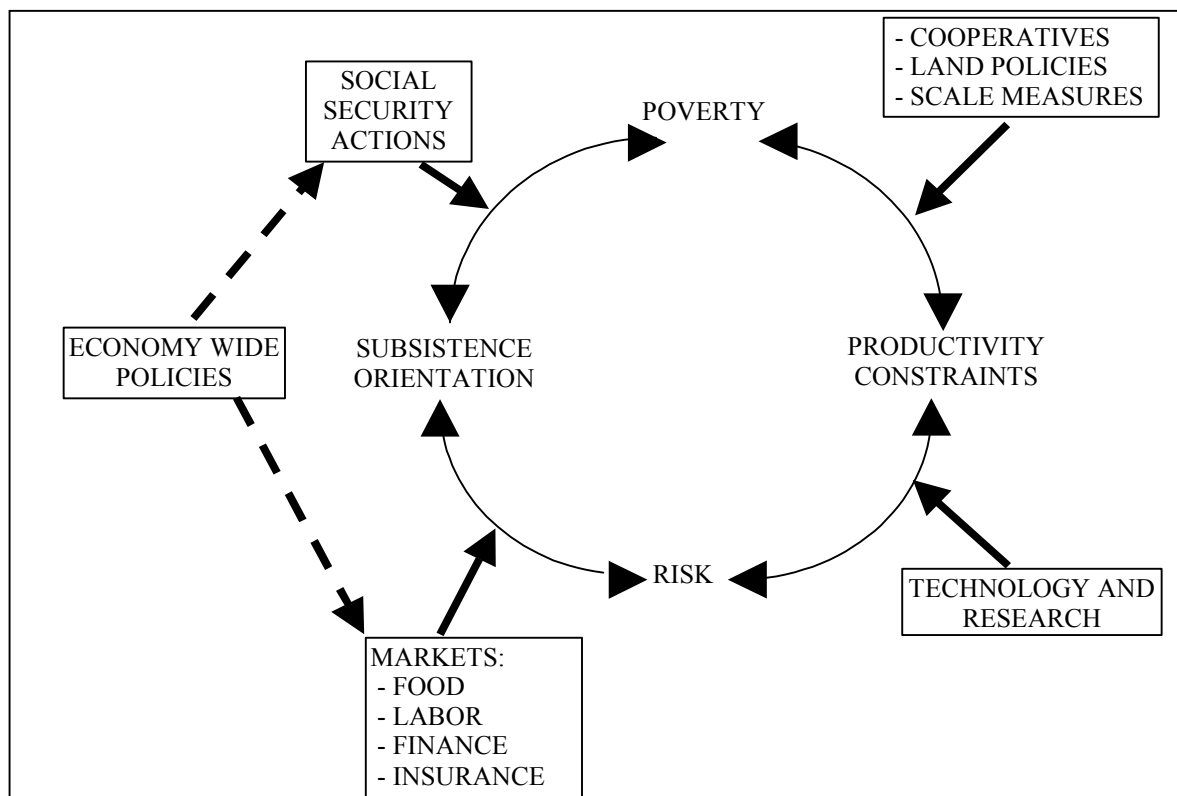 - COOPERATIVES
- LAND POLICIES
- SCALE MEASURES
SOCIAL
SECURITY
ACTIONS
POVERTY
ECONOMY WIDE
POLICIES
SUBSISTENCE
ORIENTATION
PRODUCTIVITY
CONSTRAINTS
RISK
TECHNOLOGY AND
RESEARCH
MARKETS:
- FOOD
- LABOR
- FINANCE
- INSURANCE